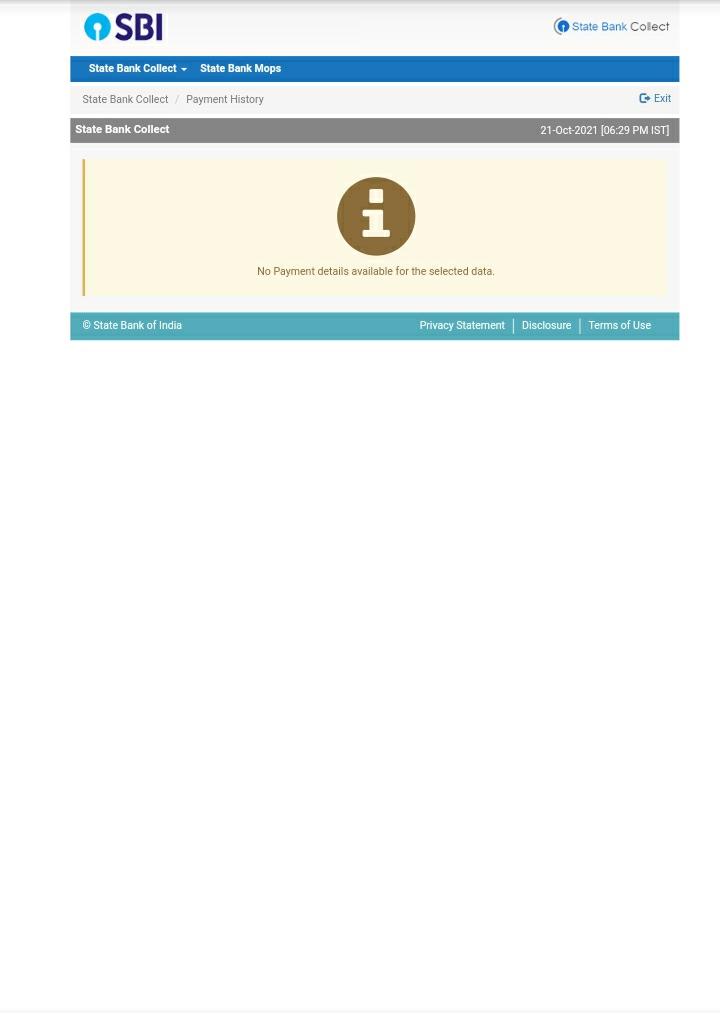 SBI
State Bank Collect
State Bank Collect State Bank Mops
State Bank Collect / Payment History Exit
State Bank Collect 21-Oct-2021 [06:29 PM IST]
No Payment details available for the selected data.
© State Bank of India Privacy Statement Disclosure Terms of Use